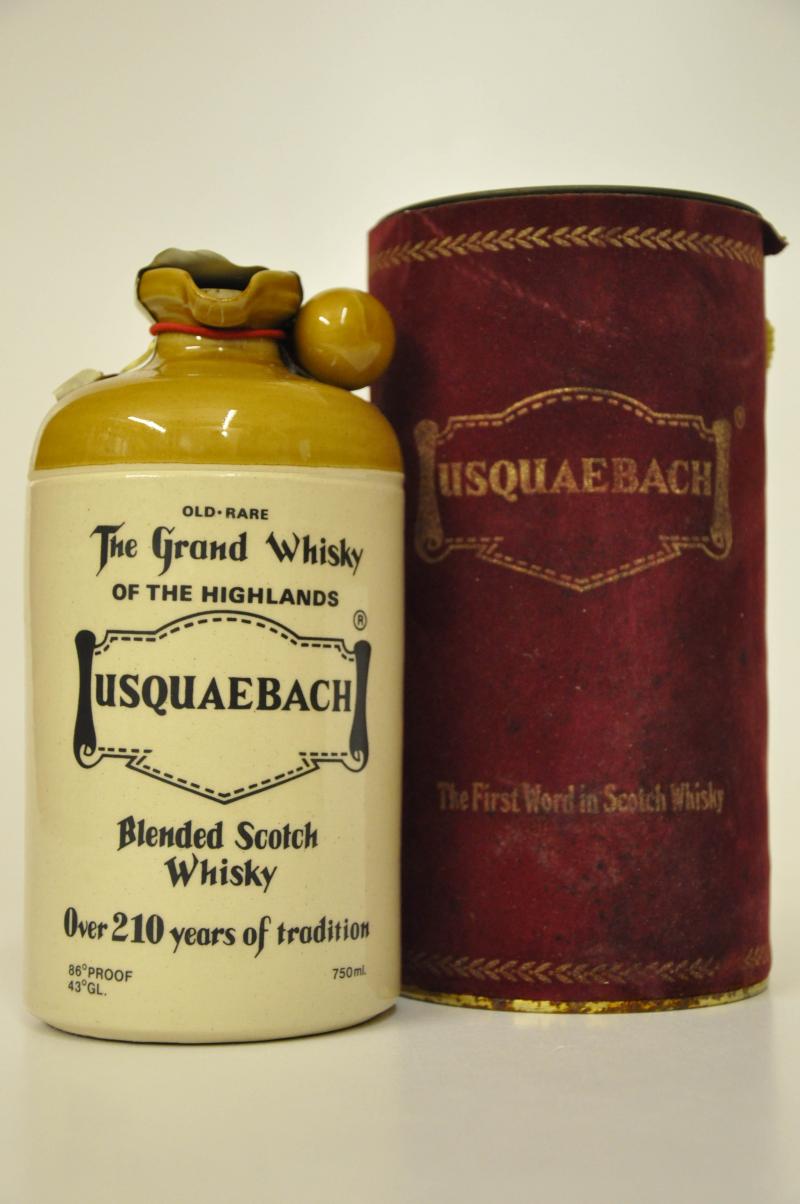 OLD•RARE
The Grand Whisky
OF THE HIGHLANDS
®
USQUAEBACH
Blended Scotch
Whisky
Over 210 years of tradition
86°PROOF
43°GL.
750ml.
®
USQUAEBACH
The First Word in Scotch Whisky